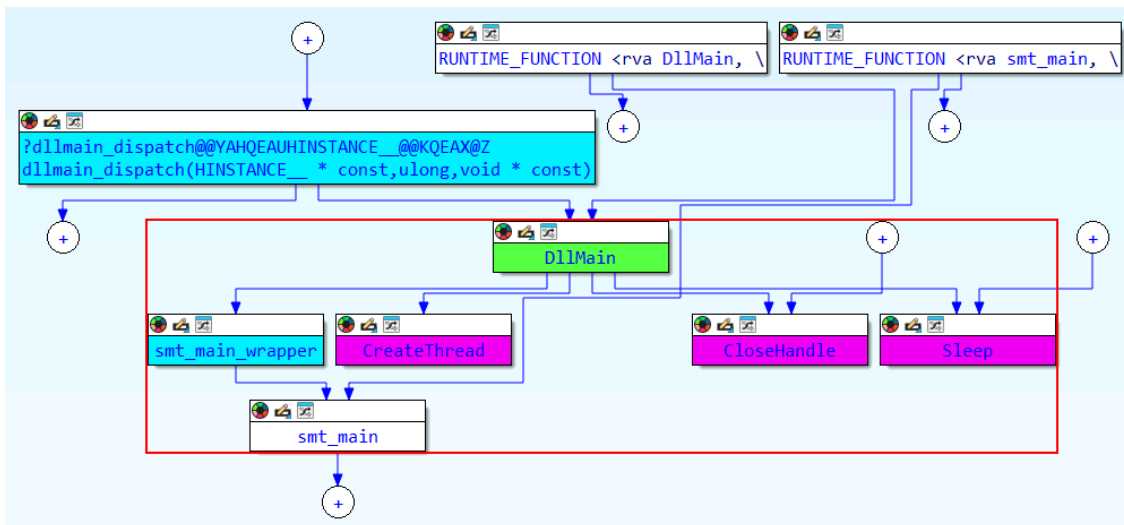 +
RUNTIME_FUNCTION <rva DllMain, \
RUNTIME_FUNCTION <rva smt_main, \
?dllmain_dispatch@@YAHQEAUHINSTANCE__@@KQEAX@Z
dllmain_dispatch(HINSTANCE__ * const,ulong,void * const)
+
+
+
DllMain
+
+
smt_main_wrapper
CreateThread
CloseHandle
Sleep
smt_main
+